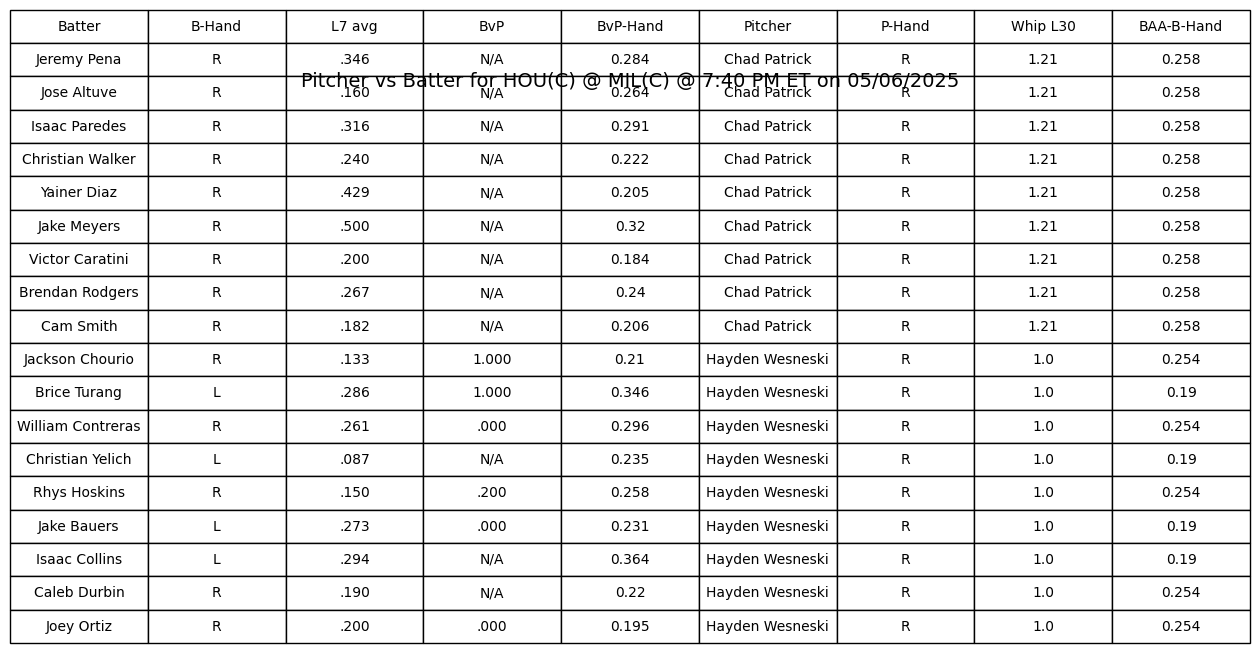 Batter B-Hand L7 avg BvP BvP-Hand Pitcher P-Hand Whip L30 BAA-B-Hand
Jeremy Pena R .346 N/A 0.284 Chad Patrick R 1.21 0.258
Pitcher vs Batter for HOU(C) @ MIL(C) @ 7:40 PM ET on 05/06/2025
Jose Altuve R .160 N/A 0.264 Chad Patrick R 1.21 0.258
Isaac Paredes R .316 N/A 0.291 Chad Patrick R 1.21 0.258
Christian Walker R .240 N/A 0.222 Chad Patrick R 1.21 0.258
Yainer Diaz R .429 N/A 0.205 Chad Patrick R 1.21 0.258
Jake Meyers R .500 N/A 0.32 Chad Patrick R 1.21 0.258
Victor Caratini R .200 N/A 0.184 Chad Patrick R 1.21 0.258
Brendan Rodgers R .267 N/A 0.24 Chad Patrick R 1.21 0.258
Cam Smith R .182 N/A 0.206 Chad Patrick R 1.21 0.258
Jackson Chourio R .133 1.000 0.21 Hayden Wesneski R 1.0 0.254
Brice Turang L .286 1.000 0.346 Hayden Wesneski R 1.0 0.19
William Contreras R .261 .000 0.296 Hayden Wesneski R 1.0 0.254
Christian Yelich L .087 N/A 0.235 Hayden Wesneski R 1.0 0.19
Rhys Hoskins R .150 .200 0.258 Hayden Wesneski R 1.0 0.254
Jake Bauers L .273 .000 0.231 Hayden Wesneski R 1.0 0.19
Isaac Collins L .294 N/A 0.364 Hayden Wesneski R 1.0 0.19
Caleb Durbin R .190 N/A 0.22 Hayden Wesneski R 1.0 0.254
Joey Ortiz R .200 .000 0.195 Hayden Wesneski R 1.0 0.254